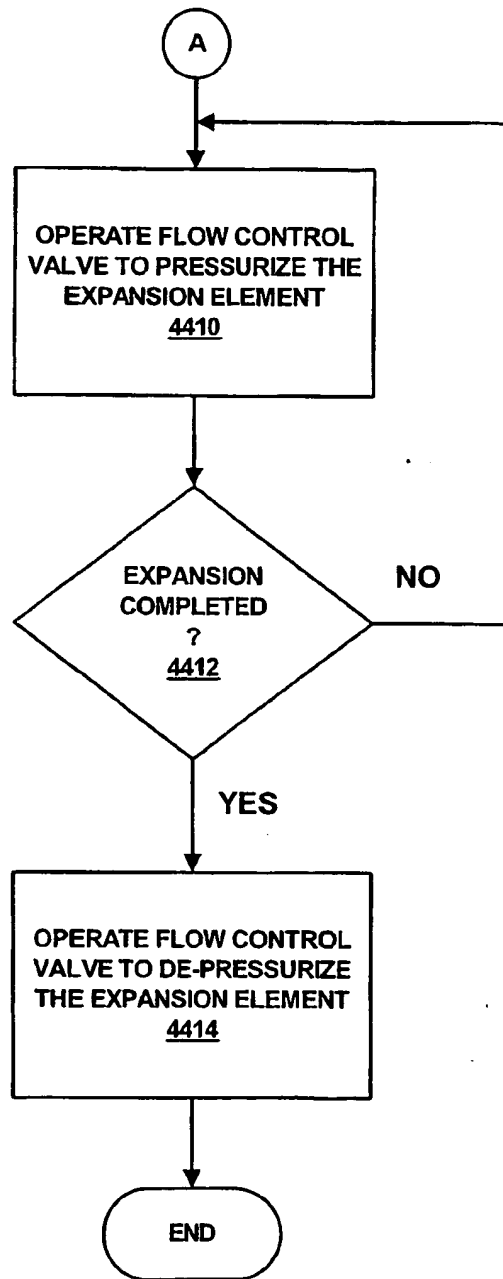 A
OPERATE FLOW CONTROL
VALVE TO PRESSURIZE THE
EXPANSION ELEMENT
4410
EXPANSION
COMPLETED
?
4412
NO
YES
OPERATE FLOW CONTROL
VALVE TO DE-PRESSURIZE
THE EXPANSION ELEMENT
4414
END